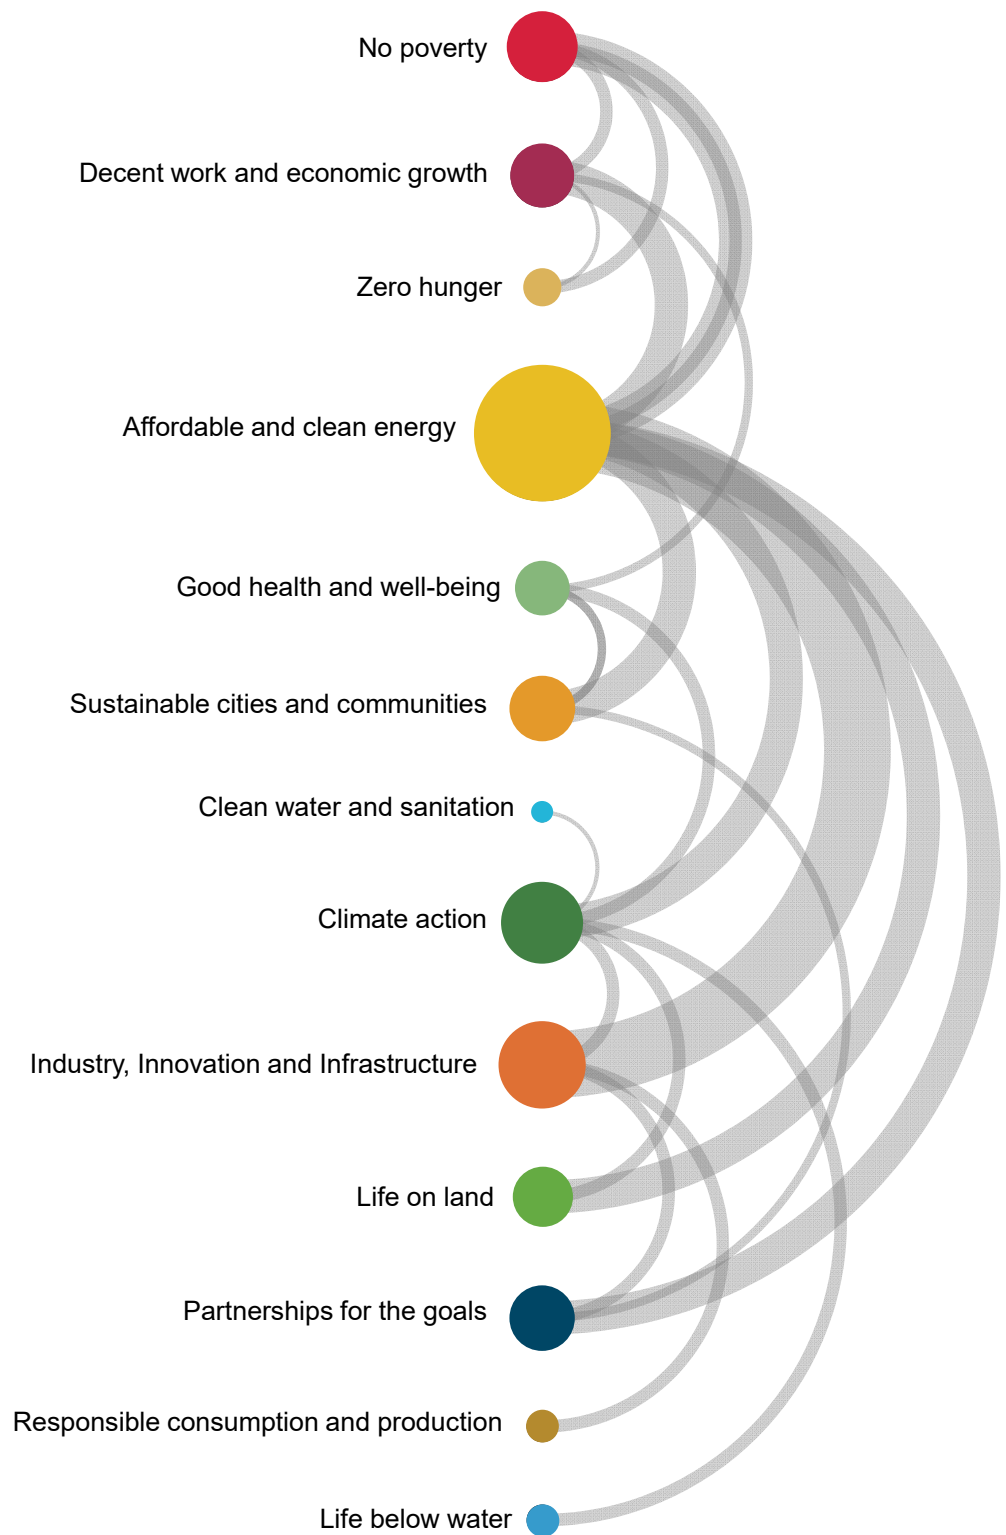 No poverty
Decent work and economic growth
Zero hunger
Affordable and clean energy
Good health and well-being
Sustainable cities and communities
Clean water and sanitation
Climate action
Industry, Innovation and Infrastructure
Life on land
Partnerships for the goals
Responsible consumption and production
Life below water